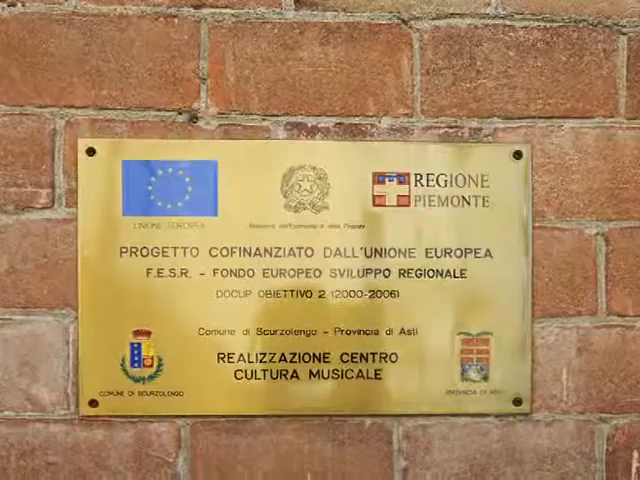 UNIONE EUROPEA
Ministero dell'Economia e delle Finanze
REGIONE
PIEMONTE
PROGETTO COFINANZIATO DALL'UNIONE EUROPEA
F.E.S.R. - FONDO EUROPEO SVILUPPO REGIONALE
DOCUP OBIETTIVO 2 (2000-2006)
Comune di Scurzolengo - Provincia di Asti
REALIZZAZIONE CENTRO
CULTURA MUSICALE
COMUNE DI SCURZOLENGO
PROVINCIA DI ASTI